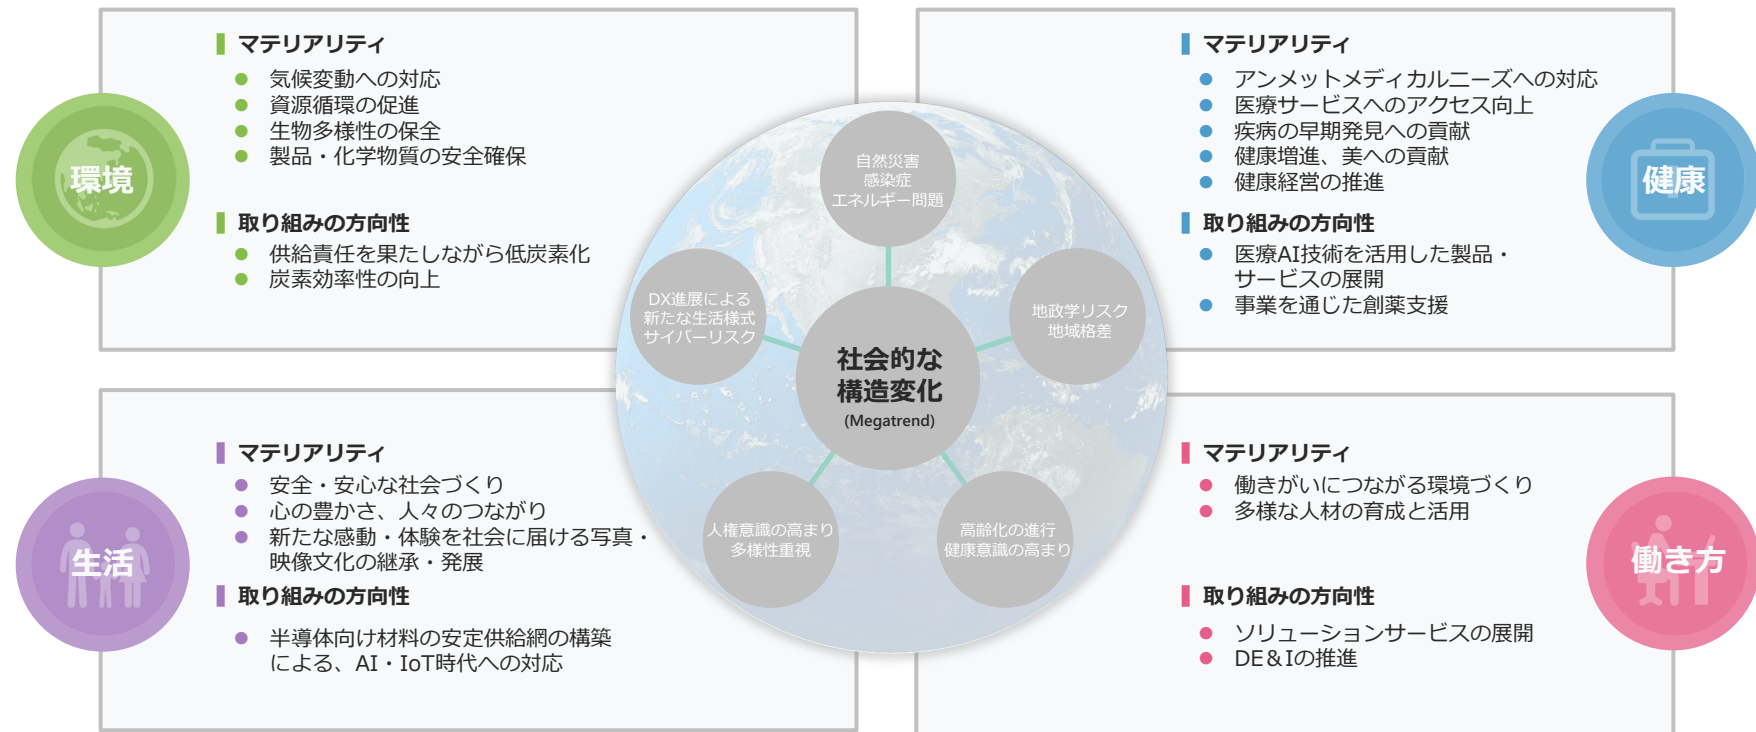 環境
マテリアリティ
気候変動への対応
資源循環の促進
生物多様性の保全
製品・化学物質の安全確保
取り組みの方向性
供給責任を果たしながら低炭素化
炭素効率性の向上
健康
マテリアリティ
アンメットメディカルニーズへの対応
医療サービスへのアクセス向上
疾病の早期発見への貢献
健康増進、美への貢献
健康経営の推進
取り組みの方向性
医療AI技術を活用した製品・
サービスの展開
事業を通じた創薬支援
自然災害
感染症
エネルギー問題
DX進展による
新たな生活様式
サイバーリスク
地政学リスク
地域格差
社会的な
構造変化
(Megatrend)
人権意識の高まり
多様性重視
高齢化の進行
健康意識の高まり
生活
マテリアリティ
安全・安心な社会づくり
心の豊かさ、人々のつながり
新たな感動・体験を社会に届ける写真・
映像文化の継承・発展
取り組みの方向性
半導体向け材料の安定供給網の構築
による、AI・IoT時代への対応
働き方
マテリアリティ
働きがいにつながる環境づくり
多様な人材の育成と活用
取り組みの方向性
ソリューションサービスの展開
DE&Iの推進